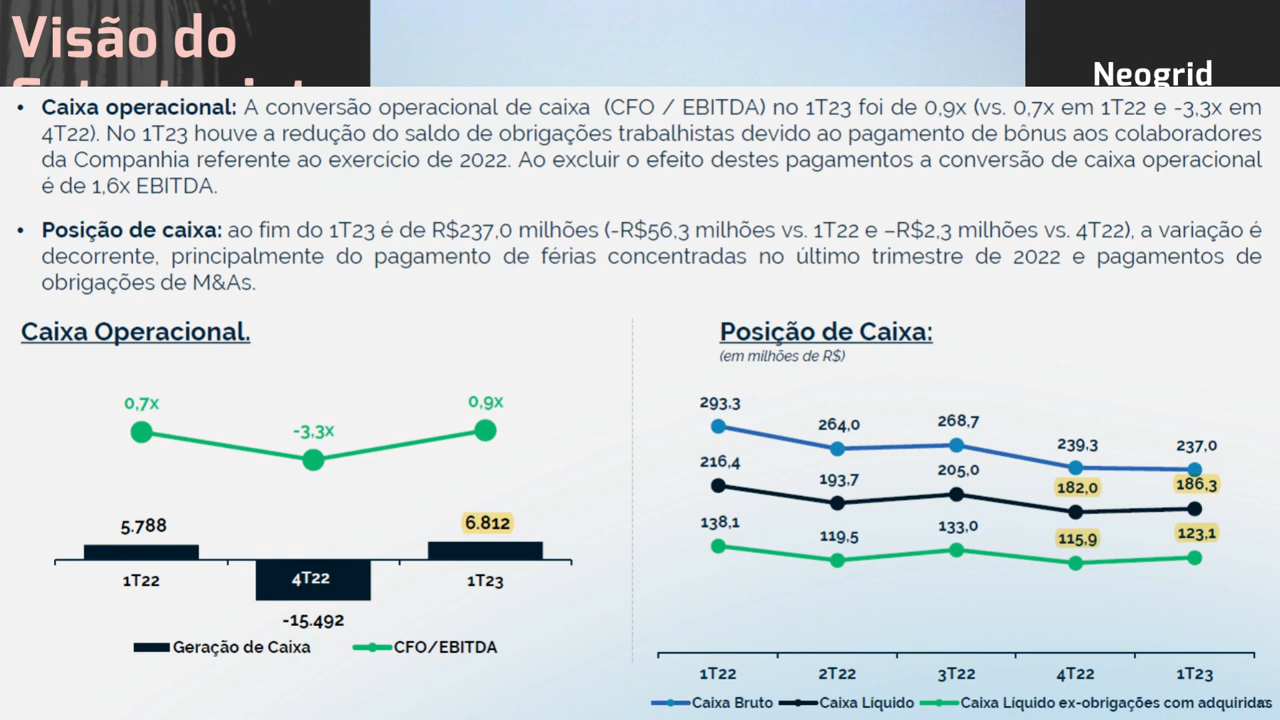 Visão do
Neogrid
• Caixa operacional: A conversão operacional de caixa (CFO / EBITDA) no 1T23 foi de 0,9x (vs. 0,7x em 1T22 e -3,3x em
4T22). No 1T23 houve a redução do saldo de obrigações trabalhistas devido ao pagamento de bônus aos colaboradores
da Companhia referente ao exercício de 2022. Ao excluir o efeito destes pagamentos a conversão de caixa operacional
é de 1,6x EBITDA.
• Posição de caixa: ao fim do 1T23 é de R$237,0 milhões (-R$56,3 milhões vs. 1T22 e –R$2,3 milhões vs. 4T22), a variação é
decorrente, principalmente do pagamento de férias concentradas no último trimestre de 2022 e pagamentos de
obrigações de M&As.
Caixa Operacional.
0,7x
-3,3x
0,9x
5.788
6.812
1T22
4T22
1T23
-15.492
Geração de Caixa
CFO/EBITDA
Posição de Caixa:
(em milhões de R$)
293,3
264,0
268,7
239,3
237,0
216,4
193,7
205,0
182,0
186,3
138,1
119,5
133,0
115,9
123,1
1T22
2T22
3T22
4T22
1T23
Caixa Bruto
Caixa Líquido
Caixa Líquido ex-obrigações com adquiridas